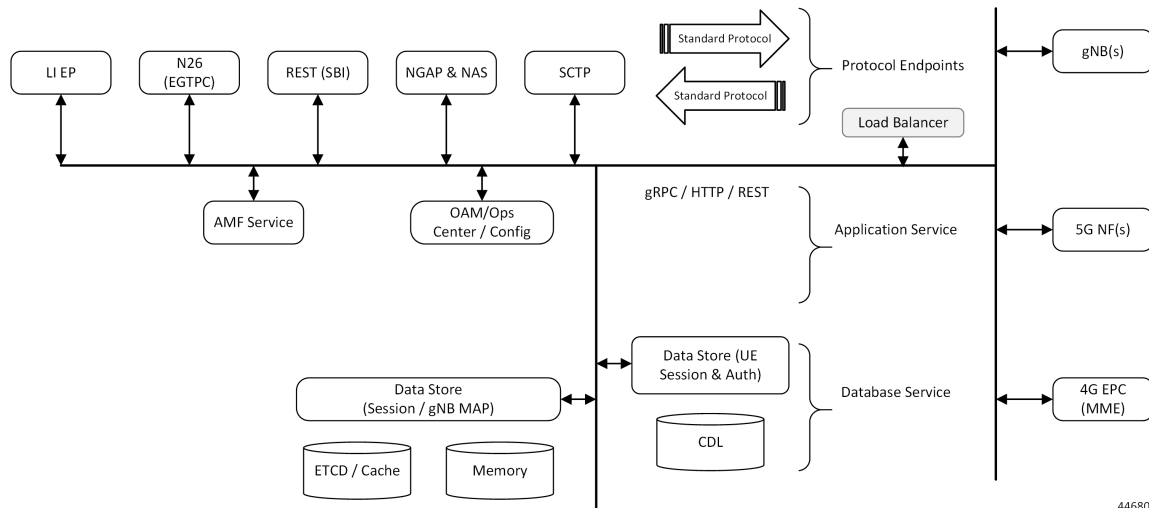 LI EP
N26
(EGTPC)
REST (SBI)
NGAP & NAS
SCTP
Standard Protocol
Standard Protocol
Protocol Endpoints
gNB(s)
Load Balancer
AMF Service
OAM/Ops
Center / Config
gRPC / HTTP / REST
Application Service
5G NF(s)
Data Store (UE
Session & Auth)
Data Store
(Session / gNB MAP)
Database Service
4G EPC
(MME)
CDL
ETCD / Cache
Memory
44680